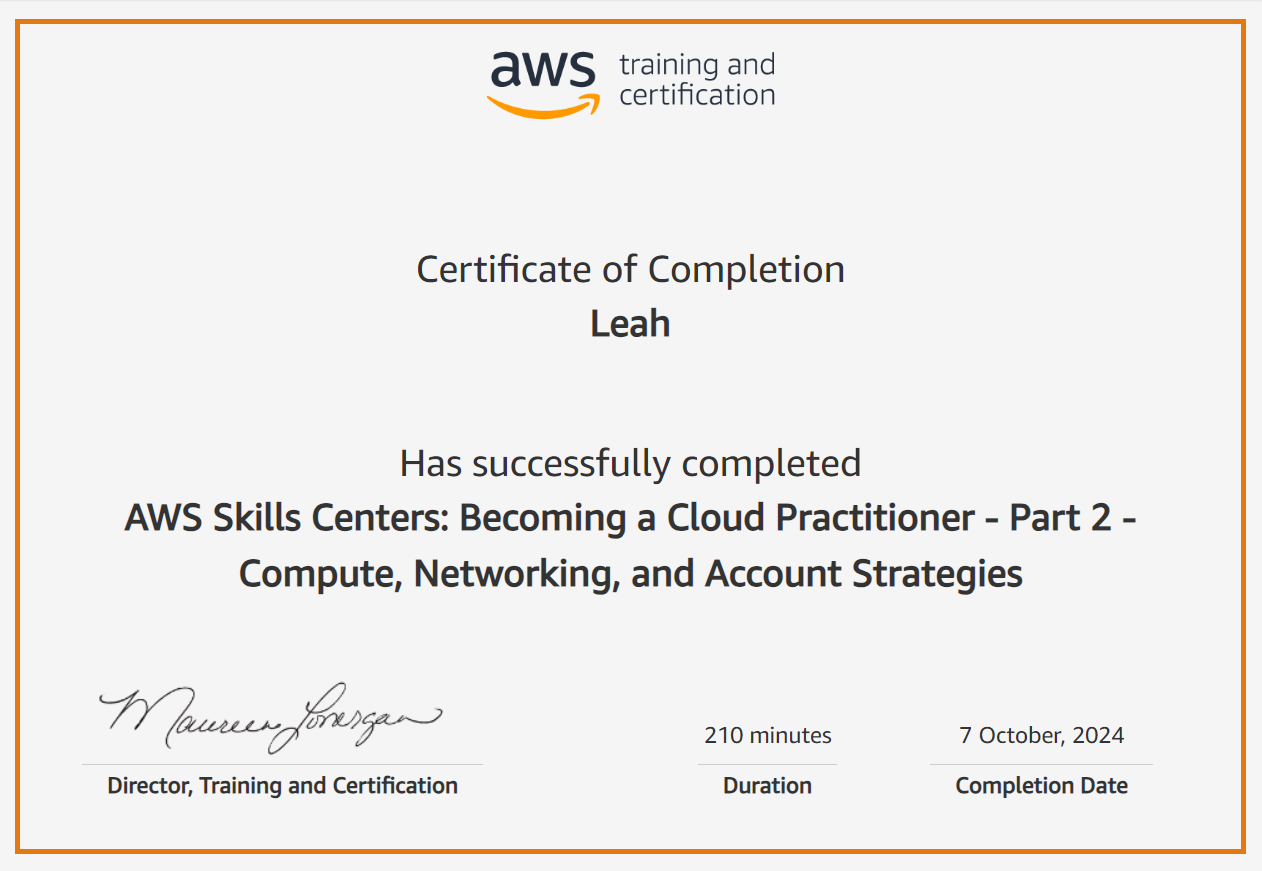 aws training and
certification
Certificate of Completion
Leah
Has successfully completed
AWS Skills Centers: Becoming a Cloud Practitioner - Part 2 -
Compute, Networking, and Account Strategies
Maureen Lonergan
210 minutes
7 October, 2024
Director, Training and Certification
Duration
Completion Date